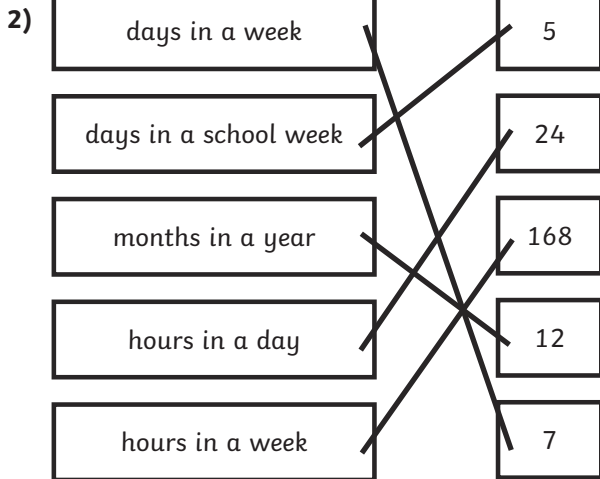 2)
days in a week 5
days in a school week 24
months in a year 168
hours in a day 12
hours in a week 7